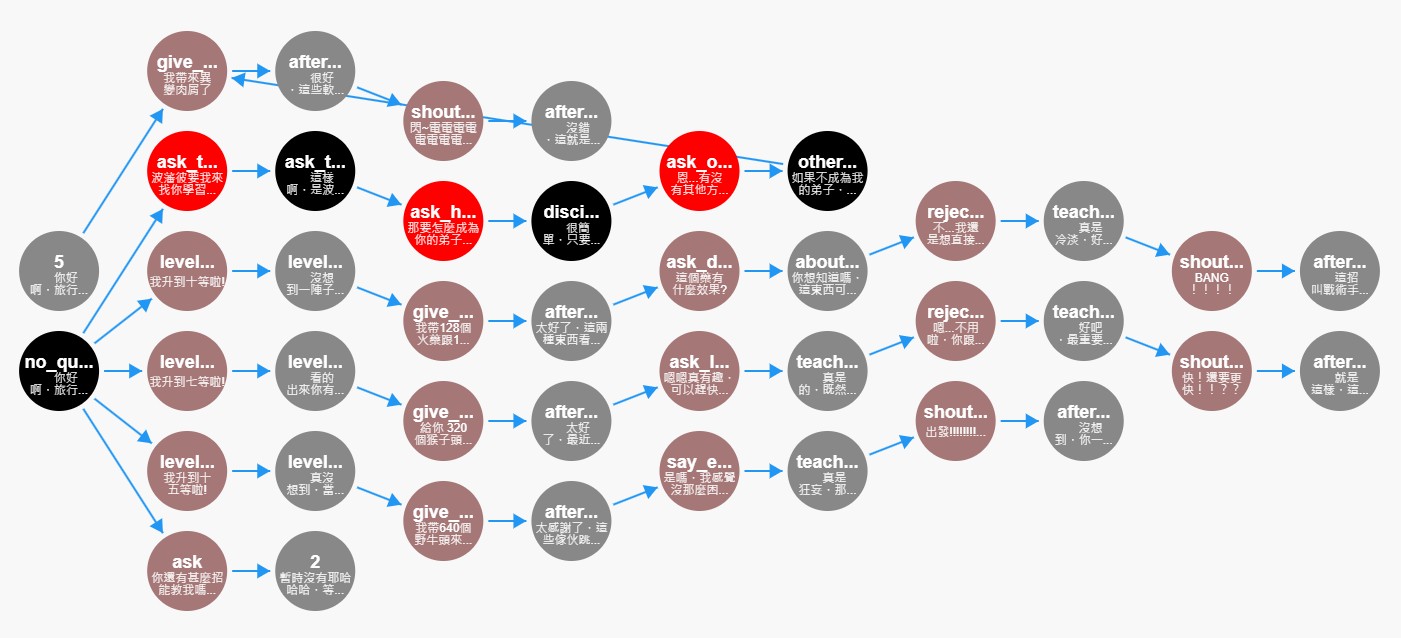 give_...
我帶來異
變肉屑了
after...
很好
，這些軟...
shout...
閃~電電電電
電電電電...
after...
沒錯
，這就是...
ask_t...
波薩彼要我來
找你學習...
ask_t...
這樣
啊，是波...
ask_h...
那要怎麼成為
你的弟子...
disci...
很簡
單，只要...
ask_o...
恩...有沒
有其他方...
other...
如果不成為我
的弟子，...
5
你好
啊，旅行...
level...
我升到十等啦!
level...
沒想
到一陣子...
give_...
我帶128個
火藥跟1...
after...
太好了，這兩
種東西看...
ask_d...
這個藥有
什麼效果?
about...
你想知道嗎，
這東西可...
rejec...
不...我還
是想直接...
teach...
真是
冷淡，好...
shout...
BANG
！！！！
after...
這招
叫戰術手...
no_qu...
你好
啊，旅行...
level...
我升到七等啦!
level...
看的
出來你有...
give_...
給你 320
個猴子頭...
after...
太好
了，最近...
ask_l...
嗯嗯真有趣，
可以趕快...
teach...
真是
的，既然...
rejec...
嗯...不用
啦，你跟...
teach...
好吧
，最重要...
shout...
快！還要更
快！！？？
after...
就是
這樣，這...
level...
我升到十
五等啦!
level...
真沒
想到，當...
give_...
我帶640個
野牛頭來...
after...
太感謝了，這
些傢伙跳...
say_e...
是嗎，我感覺
沒那麼困...
teach...
真是
狂妄，那...
shout...
出發!!!!!!!!...
after...
沒想
到，你一...
ask
你還有甚麼招
能教我嗎...
2
暫時沒有耶哈
哈哈，等...